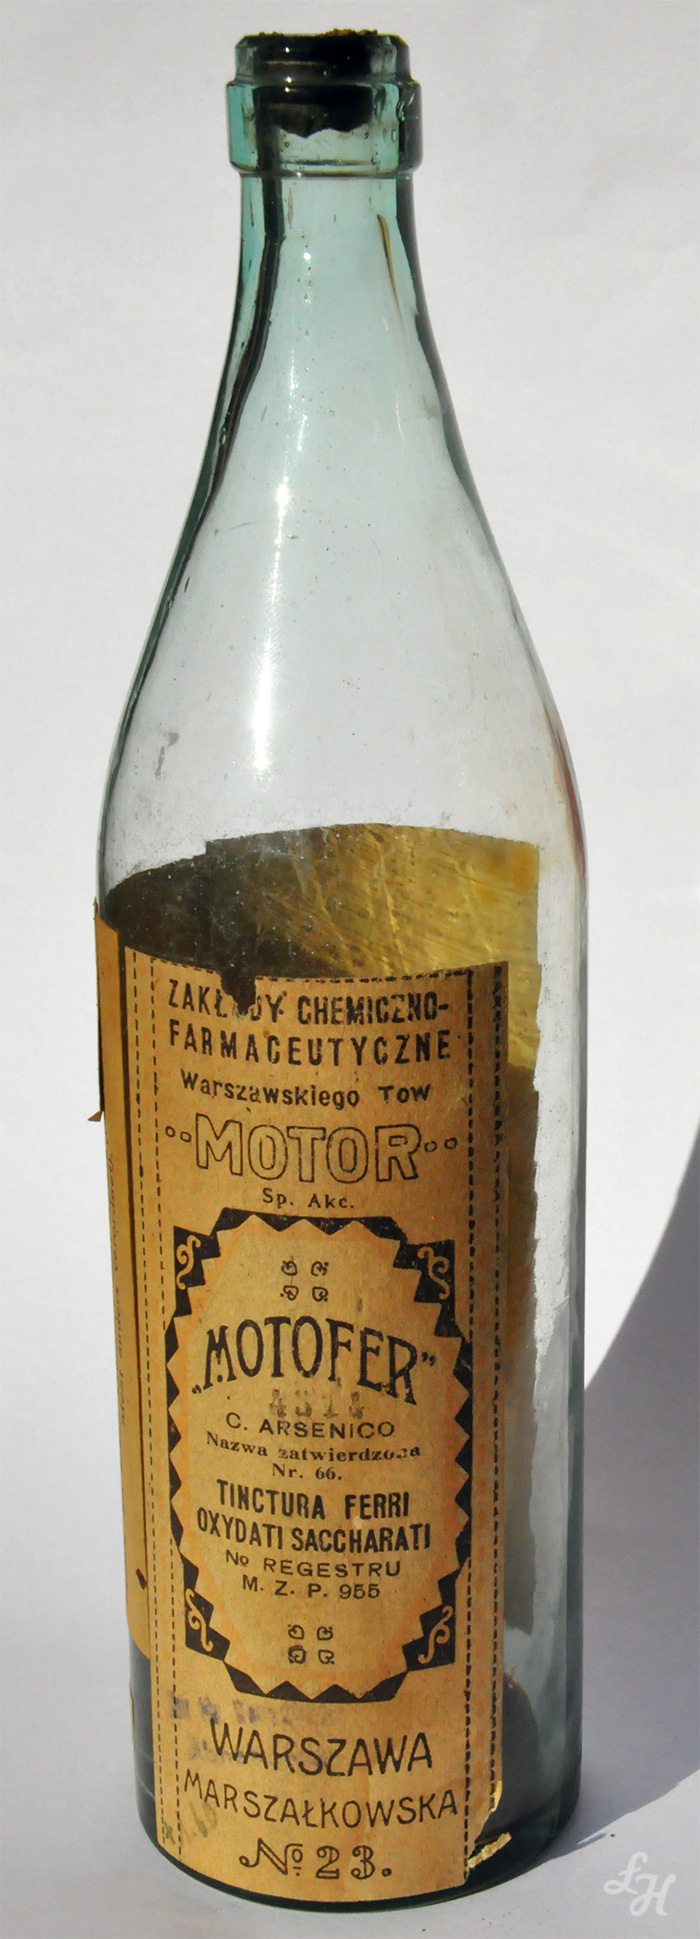 ZAKŁADY CHEMICZNO-
FARMACEUTYCZNE
Warszawskiego Tow
MOTOR
Sp. Akc.
„MOTOFER”
C. ARSENICO
Nazwa zatwierdzona
Nr. 66.
TINCTURA FERRI
OXYDATI SACCHARATI
No REGESTRU
M. Z. P. 955
WARSZAWA
MARSZAŁKOWSKA
No 23.
ŁH